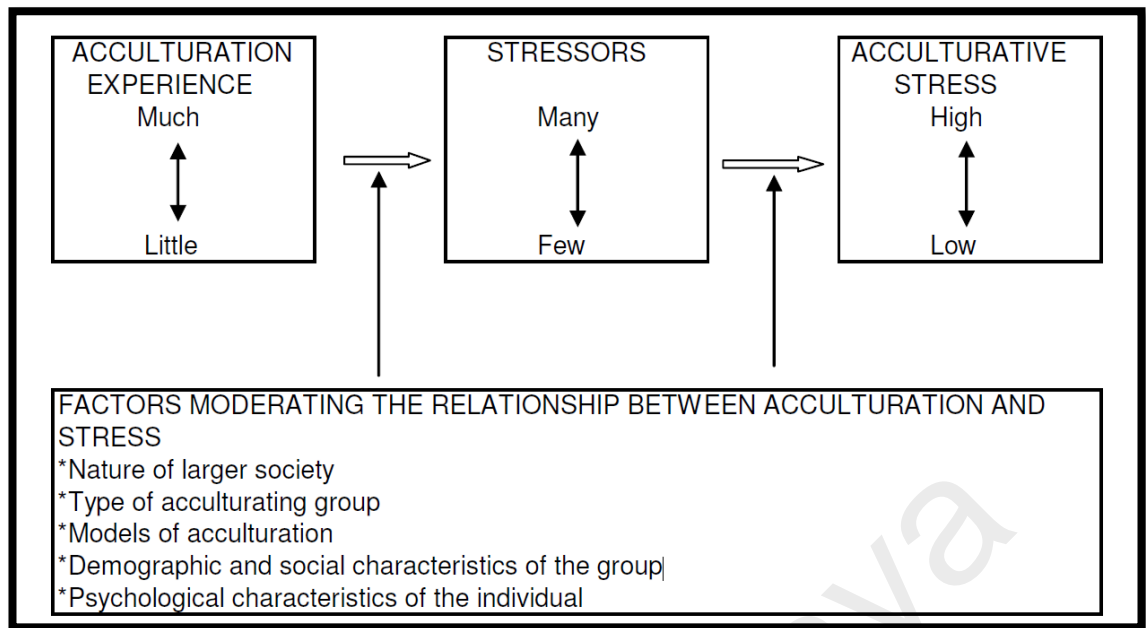 ACCULTURATION
EXPERIENCE
Much
Little
STRESSORS
Many
Few
ACCULTURATIVE
STRESS
High
Low
FACTORS MODERATING THE RELATIONSHIP BETWEEN ACCULTURATION AND
STRESS
*Nature of larger society
*Type of acculturating group
*Models of acculturation
*Demographic and social characteristics of the group
*Psychological characteristics of the individual
ya